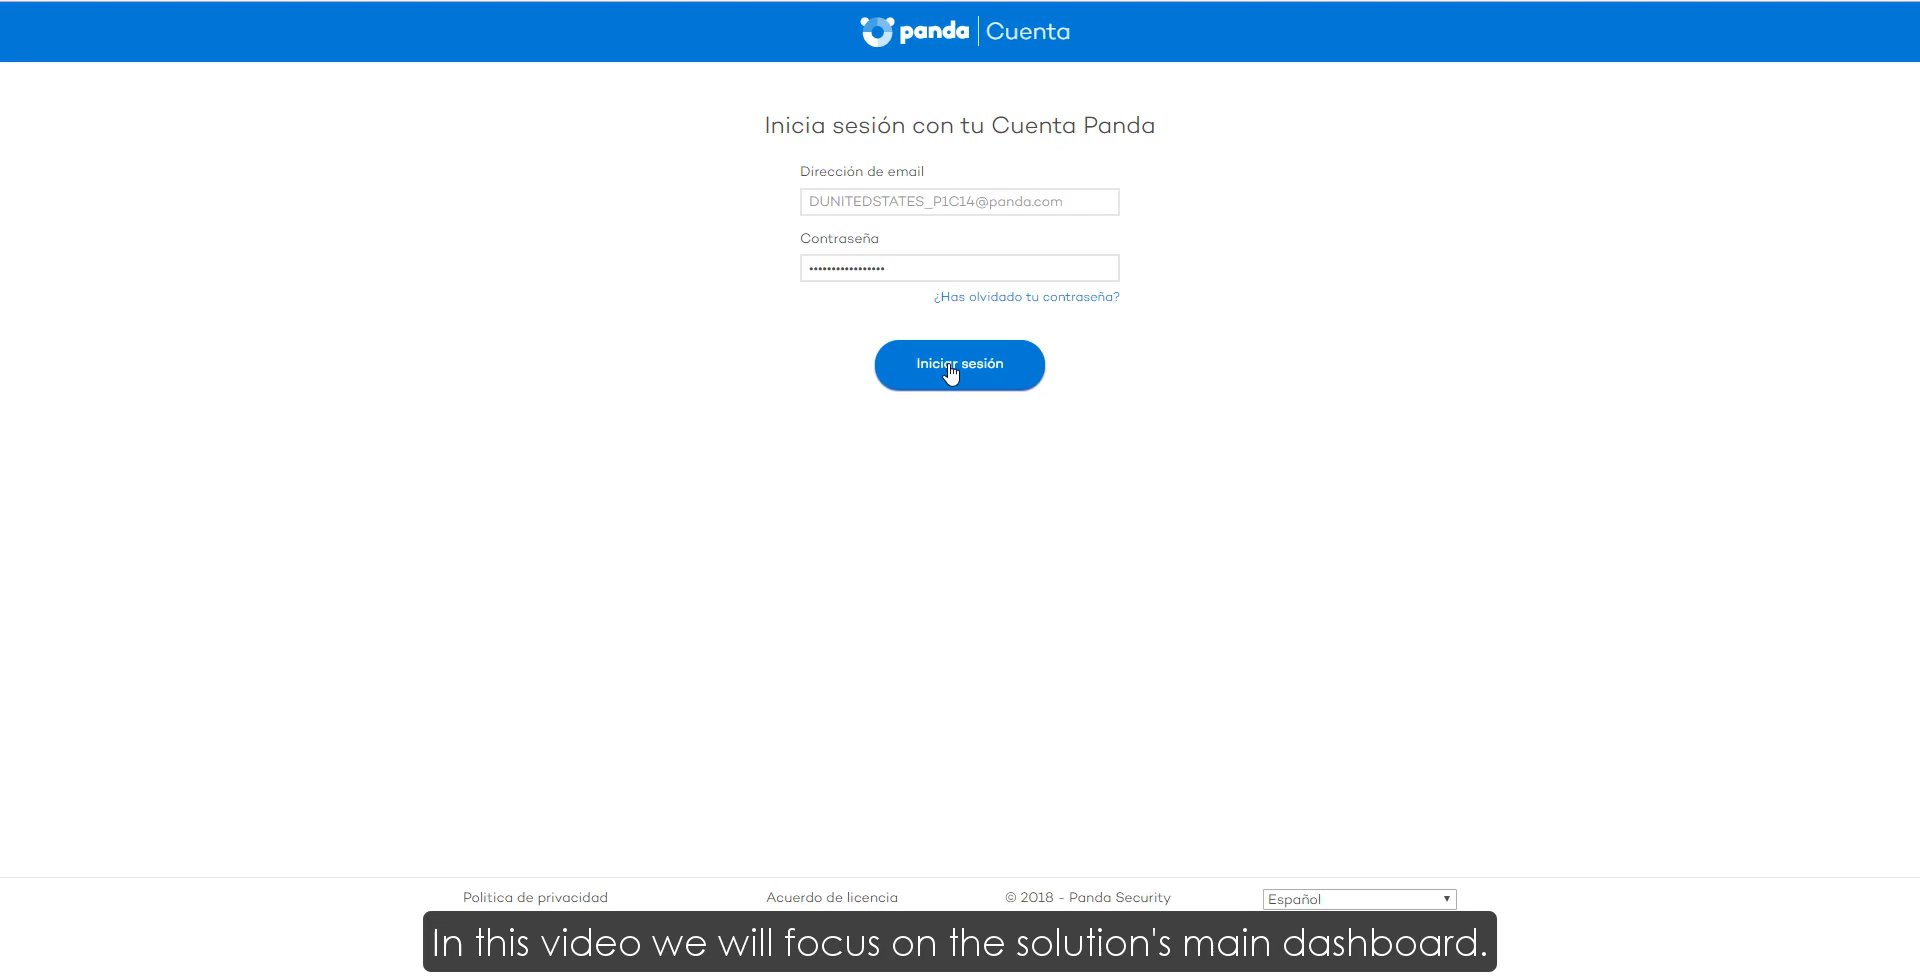 panda | Cuenta
Inicia sesión con tu Cuenta Panda
Dirección de email
DUNITEDSTATES_P1C14@panda.com
Contraseña
•••••••••••••••••
¿Has olvidado tu contraseña?
Iniciar sesión
Politica de privacidad Acuerdo de licencia © 2018 - Panda Security Español
In this video we will focus on the solution's main dashboard.